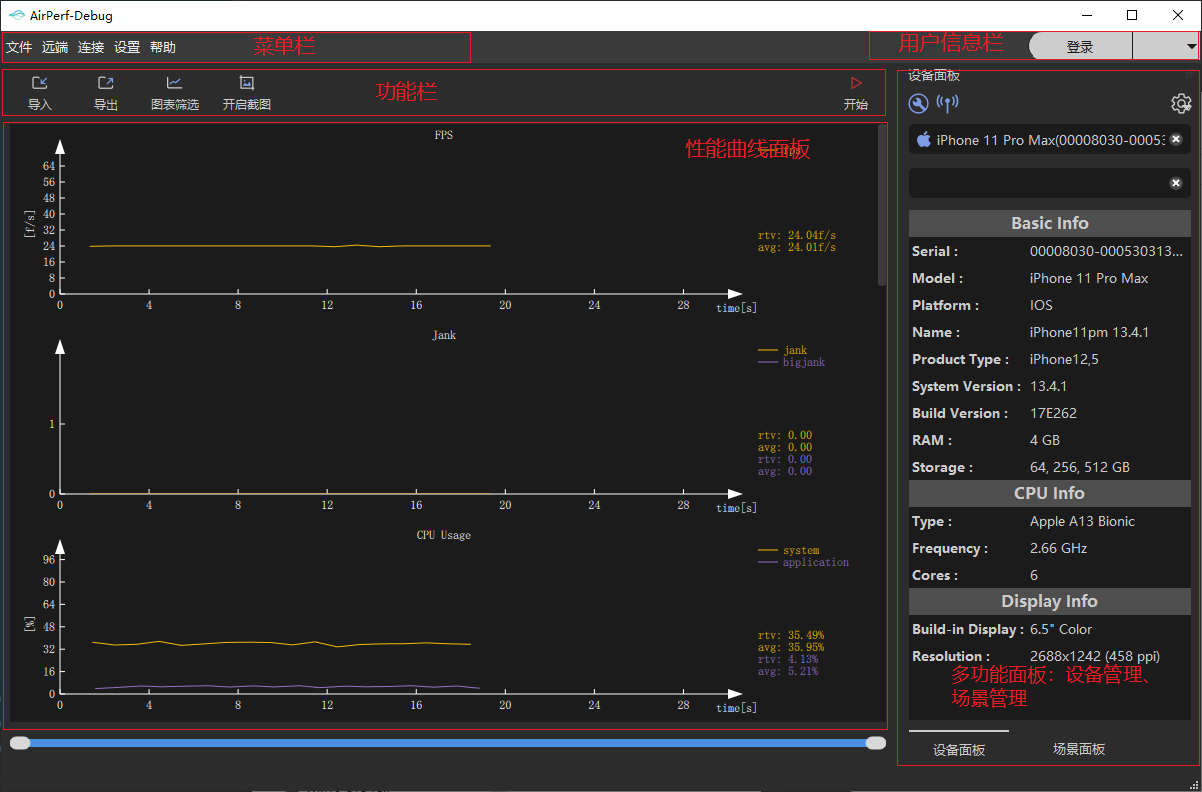 AirPerf-Debug
文件 远端 连接 设置 帮助
菜单栏
用户信息栏
登录
导入 导出 图表筛选 开启截图
功能栏
开始
FPS
性能曲线面板
[f/s]
64
56
48
40
32
24
16
8
0
rtv: 24.04f/s
avg: 24.01f/s
0 4 8 12 16 20 24 28
time[s]
Jank
jank
bigjank
1
0
rtv: 0.00
avg: 0.00
rtv: 0.00
avg: 0.00
0 4 8 12 16 20 24 28
time[s]
CPU Usage
system
application
[%]
96
80
64
48
32
16
0
rtv: 35.49%
avg: 35.95%
rtv: 4.13%
avg: 5.21%
0 4 8 12 16 20 24 28
time[s]
设备面板
iPhone 11 Pro Max(00008030-00053
Basic Info
Serial : 00008030-000530313...
Model : iPhone 11 Pro Max
Platform : IOS
Name : iPhone11pm 13.4.1
Product Type : iPhone12,5
System Version : 13.4.1
Build Version : 17E262
RAM : 4 GB
Storage : 64, 256, 512 GB
CPU Info
Type : Apple A13 Bionic
Frequency : 2.66 GHz
Cores : 6
Display Info
Build-in Display : 6.5" Color
Resolution : 2688x1242 (458 ppi)
多功能面板：设备管理、
场景管理
设备面板 场景面板